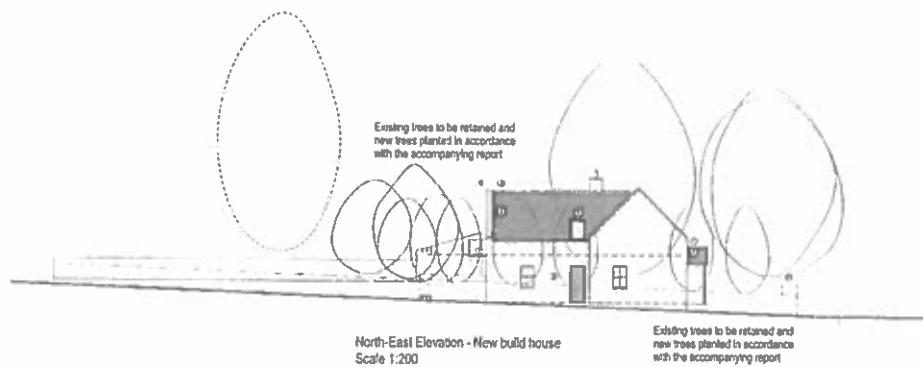 Existing trees to be retained and
new trees planted in accordance
with the accompanying report
North-East Elevation - New build house
Scale 1:200
Existing trees to be retained and
new trees planted in accordance
with the accompanying report